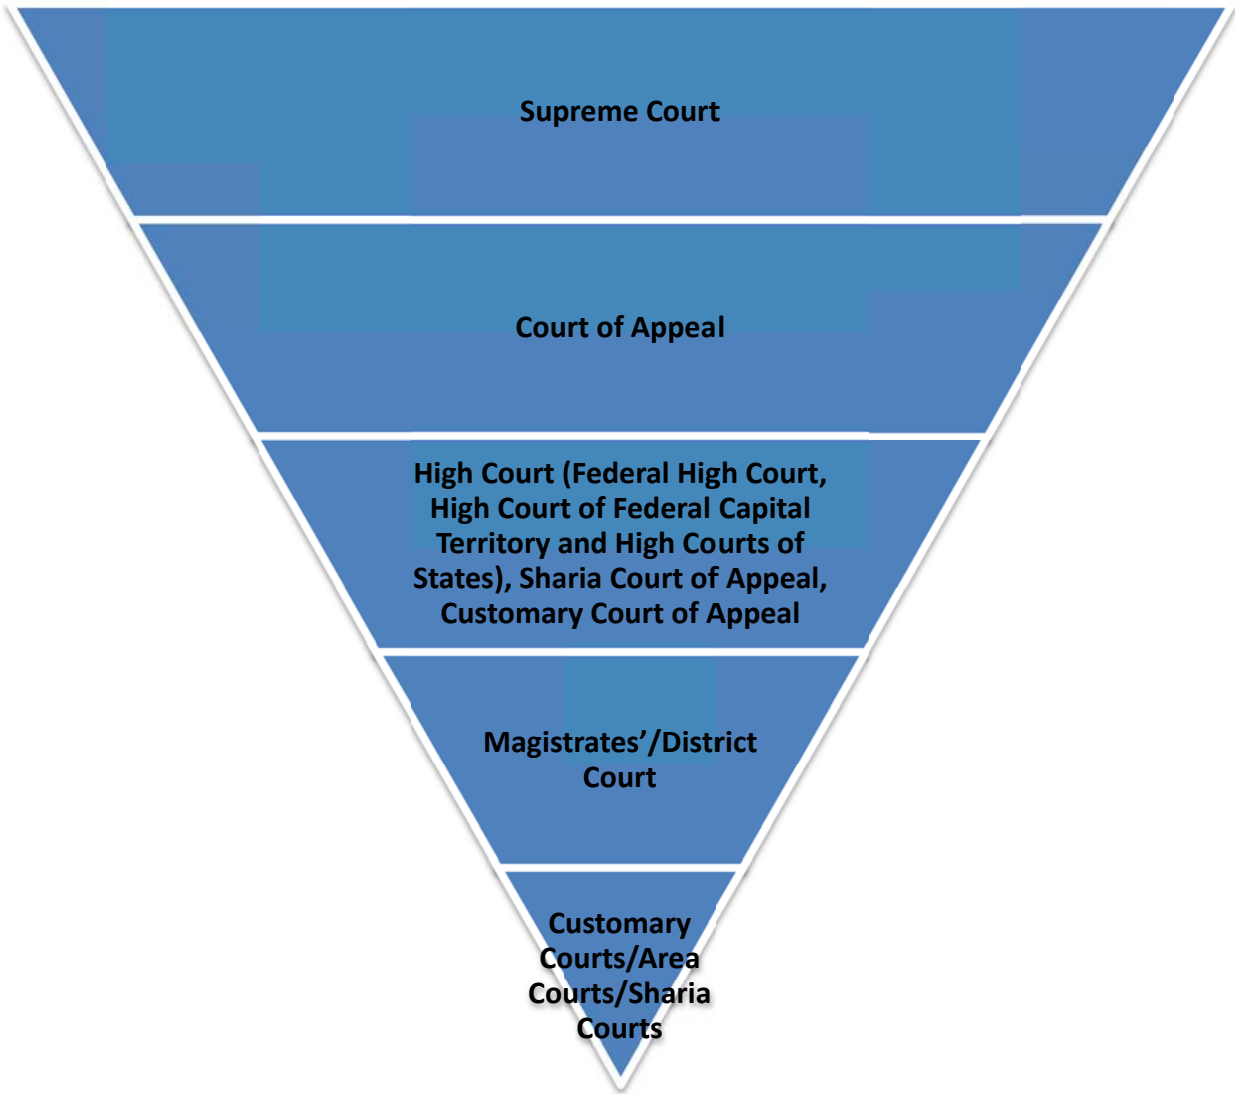 Supreme Court
Court of Appeal
High Court (Federal High Court,
High Court of Federal Capital
Territory and High Courts of
States), Sharia Court of Appeal,
Customary Court of Appeal
Magistrates’/District
Court
Customary
Courts/Area
Courts/Sharia
Courts